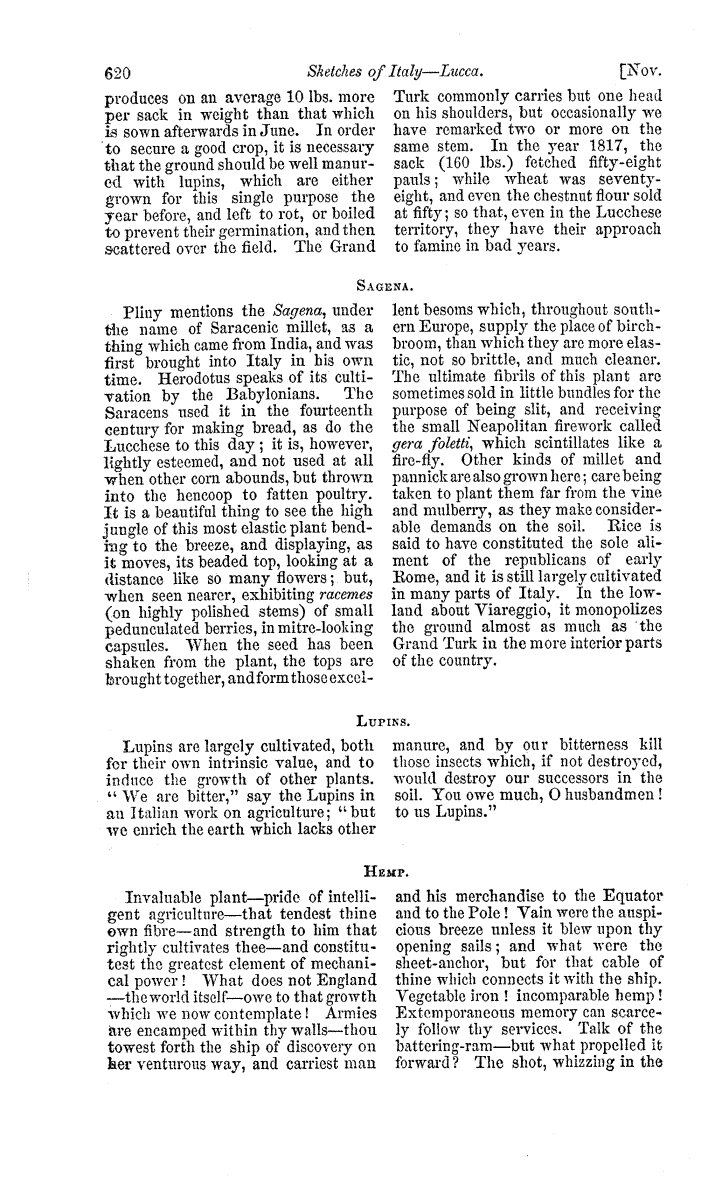 620 Sketches of Italy—Lucca. [Nov.
produces on an average 10 lbs. more
per sack in weight than that which
is sown afterwards in June. In order
to secure a good crop, it is necessary
that the ground should be well manur-
ed with lupins, which are either
grown for this single purpose the
year before, and left to rot, or boiled
to prevent their germination, and then
scattered over the field. The Grand
Turk commonly carries but one head
on his shoulders, but occasionally we
have remarked two or more on the
same stem. In the year 1817, the
sack (160 lbs.) fetched fifty-eight
pauls; while wheat was seventy-
eight, and even the chestnut flour sold
at fifty; so that, even in the Lucchese
territory, they have their approach
to famine in bad years.
SAGENA.
Pliny mentions the Sagena, under
the name of Saracenic millet, as a
thing which came from India, and was
first brought into Italy in his own
time. Herodotus speaks of its culti-
vation by the Babylonians. The
Saracens used it in the fourteenth
century for making bread, as do the
Lucchese to this day; it is, however,
lightly esteemed, and not used at all
when other corn abounds, but thrown
into the hencoop to fatten poultry.
It is a beautiful thing to see the high
jungle of this most elastic plant bend-
ing to the breeze, and displaying, as
it moves, its beaded top, looking at a
distance like so many flowers; but,
when seen nearer, exhibiting racemes
(on highly polished stems) of small
pedunculated berries, in mitre-looking
capsules. When the seed has been
shaken from the plant, the tops are
brought together, and form those excel-
lent besoms which, throughout south-
ern Europe, supply the place of birch-
broom, than which they are more elas-
tic, not so brittle, and much cleaner.
The ultimate fibrils of this plant are
sometimes sold in little bundles for the
purpose of being slit, and receiving
the small Neapolitan firework called
gera foletti, which scintillates like a
fire-fly. Other kinds of millet and
pannick are also grown here; care being
taken to plant them far from the vine
and mulberry, as they make consider-
able demands on the soil. Rice is
said to have constituted the sole ali-
ment of the republicans of early
Rome, and it is still largely cultivated
in many parts of Italy. In the low-
land about Viareggio, it monopolizes
the ground almost as much as the
Grand Turk in the more interior parts
of the country.
LUPINS.
Lupins are largely cultivated, both
for their own intrinsic value, and to
induce the growth of other plants.
"We are bitter," say the Lupins in
an Italian work on agriculture; "but
we enrich the earth which lacks other
manure, and by our bitterness kill
those insects which, if not destroyed,
would destroy our successors in the
soil. You owe much, O husbandmen!
to us Lupins."
HEMP.
Invaluable plant—pride of intelli-
gent agriculture—that tendest thine
own fibre—and strength to him that
rightly cultivates thee—and constitu-
test the greatest element of mechani-
cal power! What does not England
—the world itself—owe to that growth
which we now contemplate! Armies
are encamped within thy walls—thou
towest forth the ship of discovery on
her venturous way, and carriest man
and his merchandise to the Equator
and to the Pole! Vain were the auspi-
cious breeze unless it blew upon thy
opening sails; and what were the
sheet-anchor, but for that cable of
thine which connects it with the ship.
Vegetable iron! incomparable hemp!
Extemporaneous memory can scarce-
ly follow thy services. Talk of the
battering-ram—but what propelled it
forward? The shot, whizzing in the